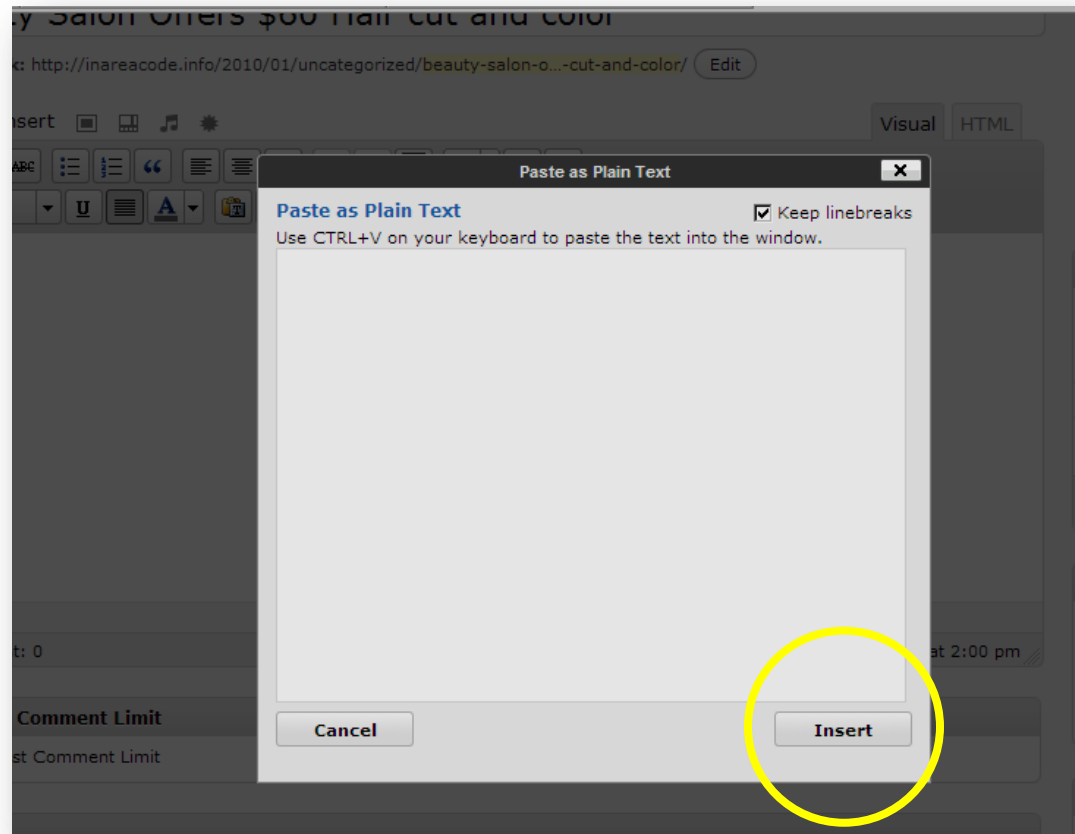 ty Salon Offers $60 Hair cut and color
k: http://inareacode.info/2010/01/uncategorized/beauty-salon-o...-cut-and-color/ Edit
nsert Visual HTML
ABC
U A T
Paste as Plain Text X
Paste as Plain Text Keep linebreaks
Use CTRL+V on your keyboard to paste the text into the window.
t: 0 at 2:00 pm
Cancel Insert
Comment Limit
st Comment Limit